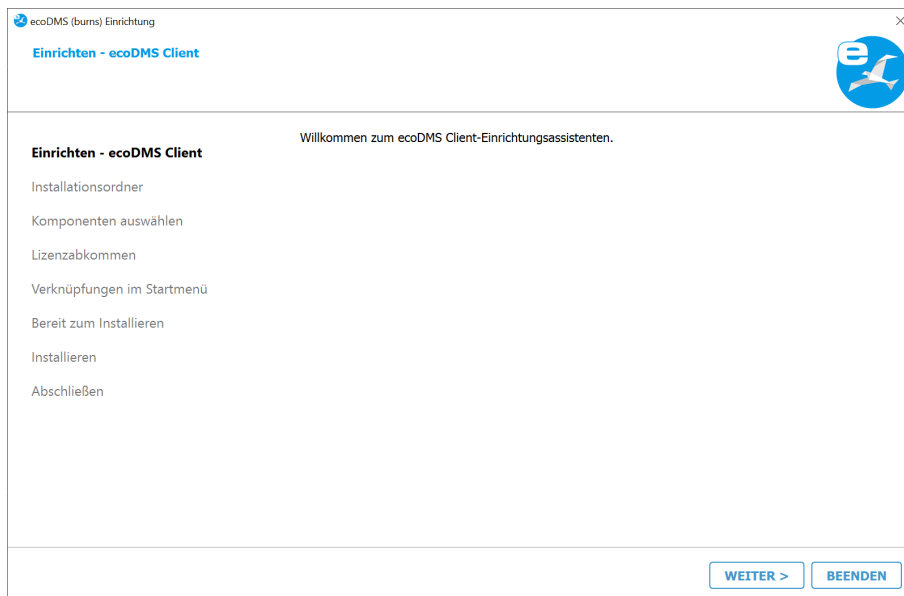 ecoDMS (burns) Einrichtung
Einrichten - ecoDMS Client
e
Willkommen zum ecoDMS Client-Einrichtungsassistenten.
Einrichten - ecoDMS Client
Installationsordner
Komponenten auswählen
Lizenzabkommen
Verknüpfungen im Startmenü
Bereit zum Installieren
Installieren
Abschließen
WEITER >
BEENDEN